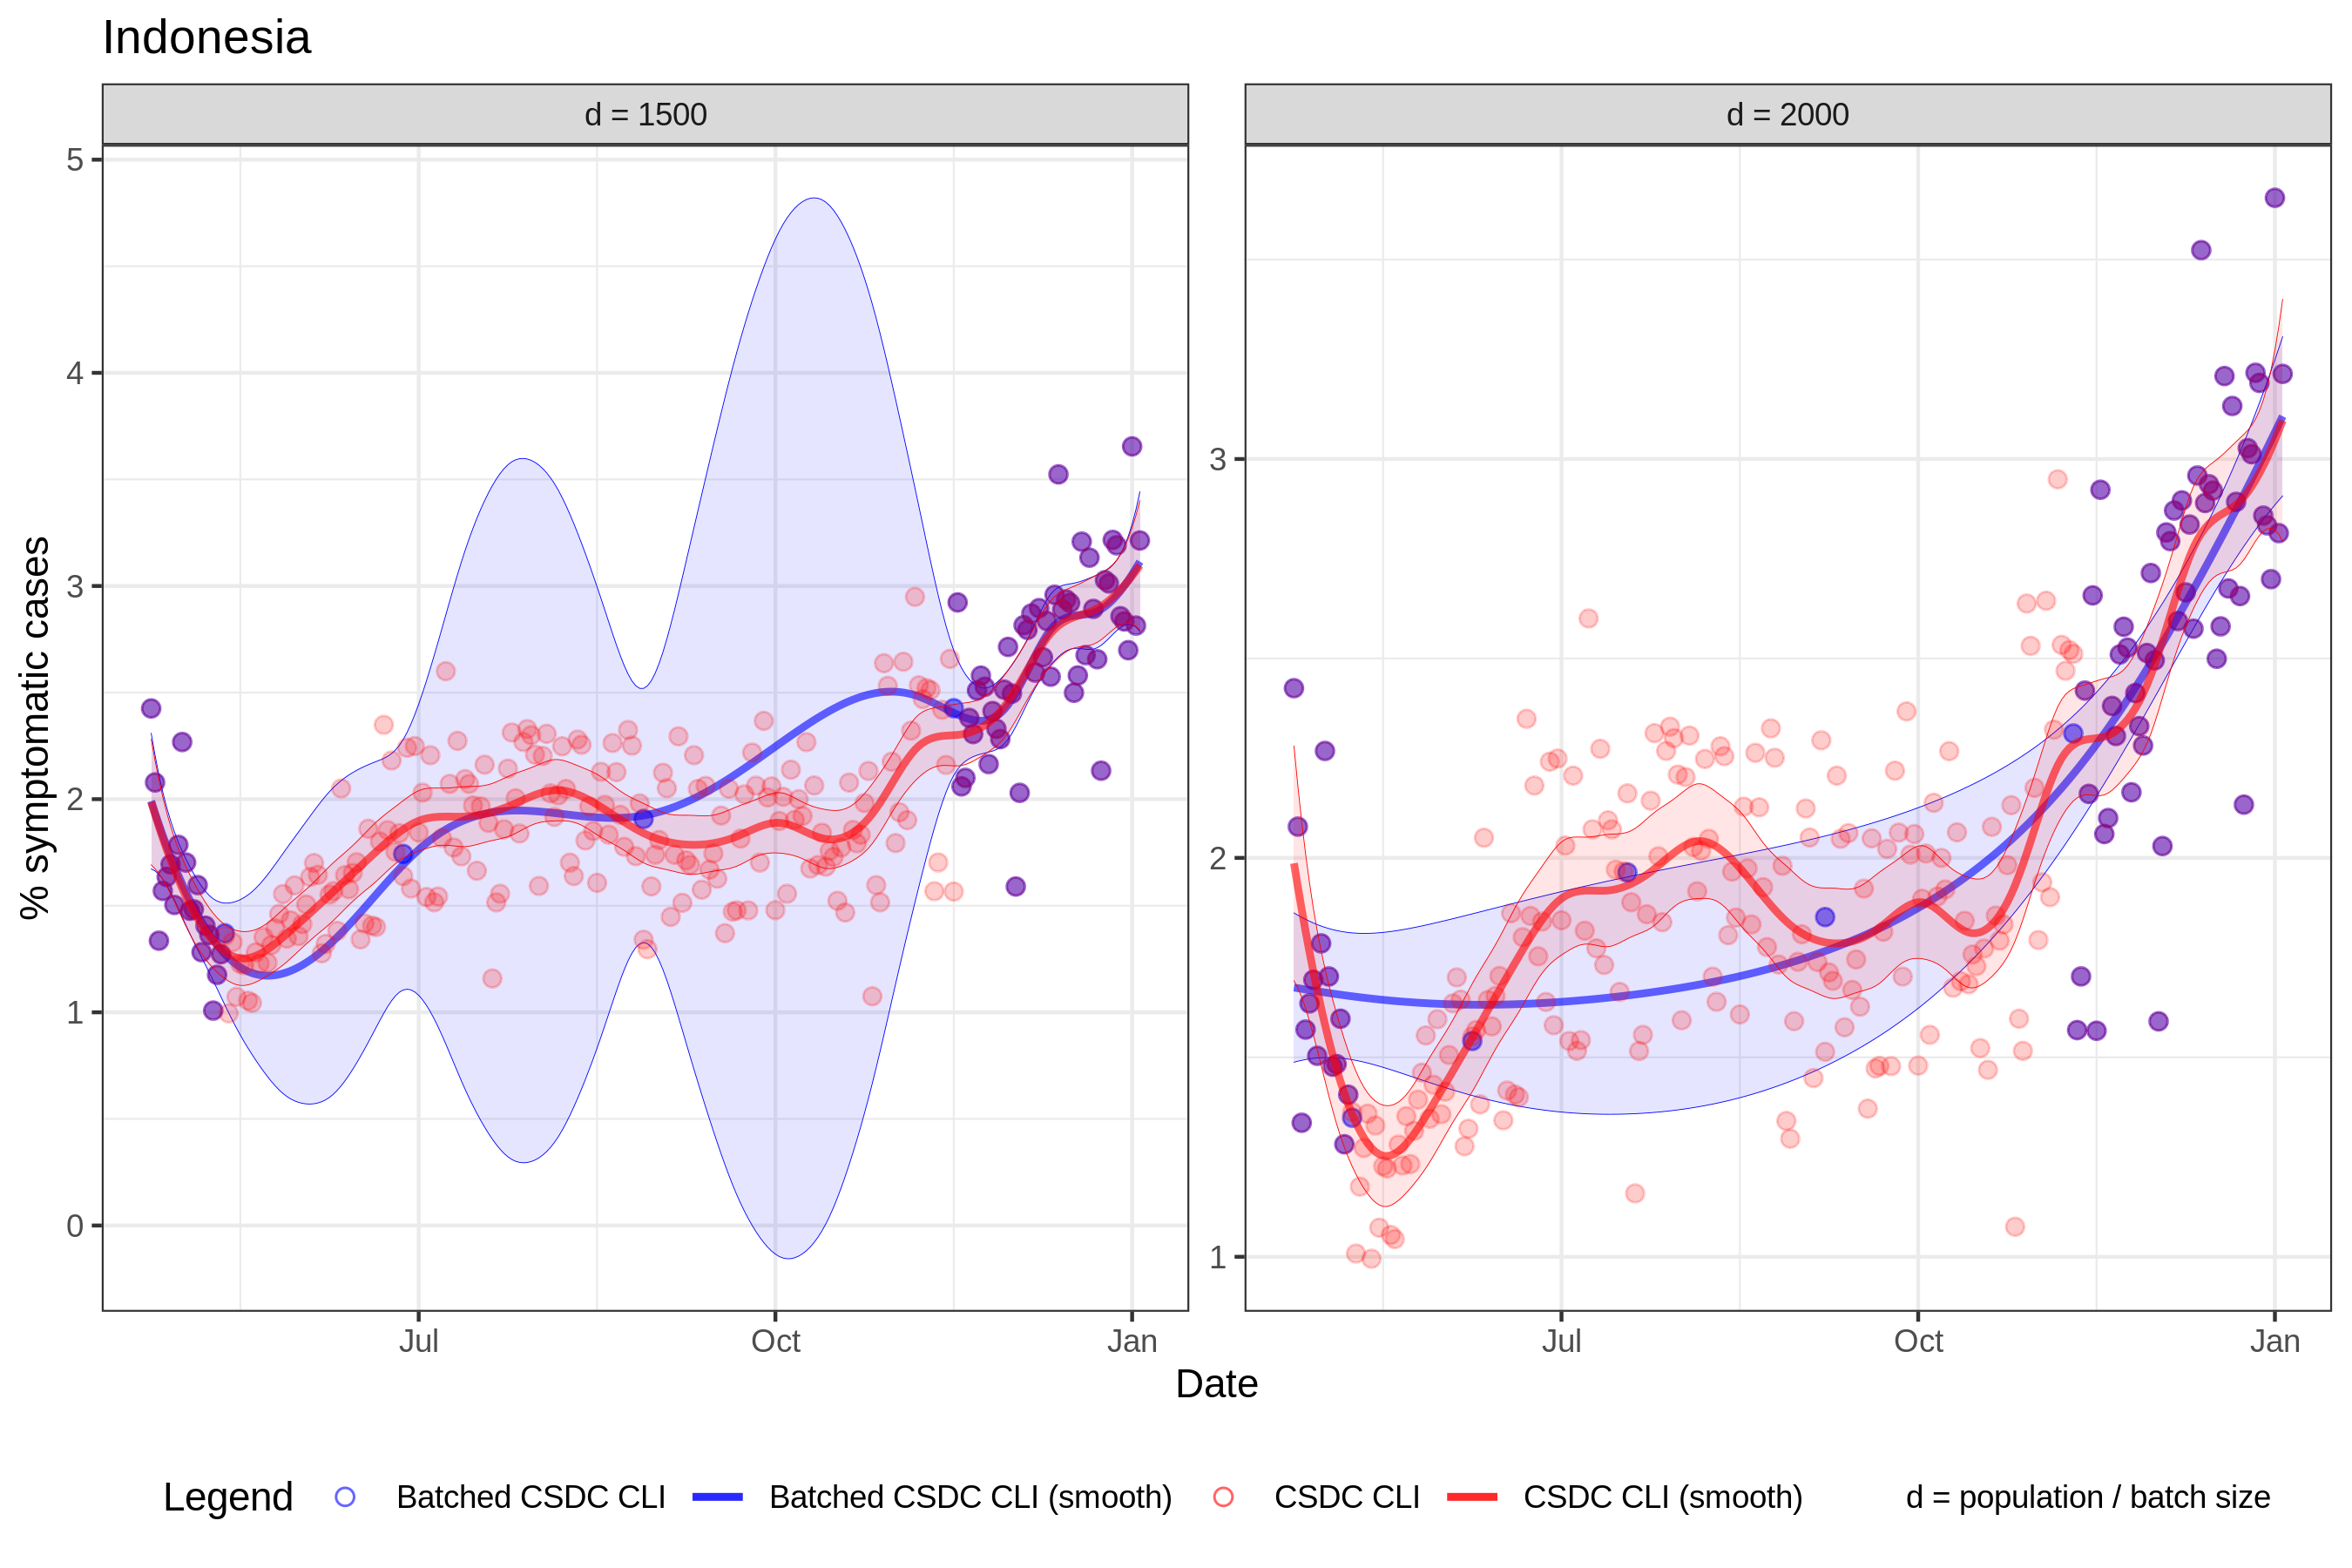 Indonesia
d = 1500
d = 2000
% symptomatic cases
5
4
3
2
1
0
3
2
1
Jul
Oct
Jan
Jul
Oct
Jan
Date
Legend
Batched CSDC CLI
Batched CSDC CLI (smooth)
CSDC CLI
CSDC CLI (smooth)
d = population / batch size